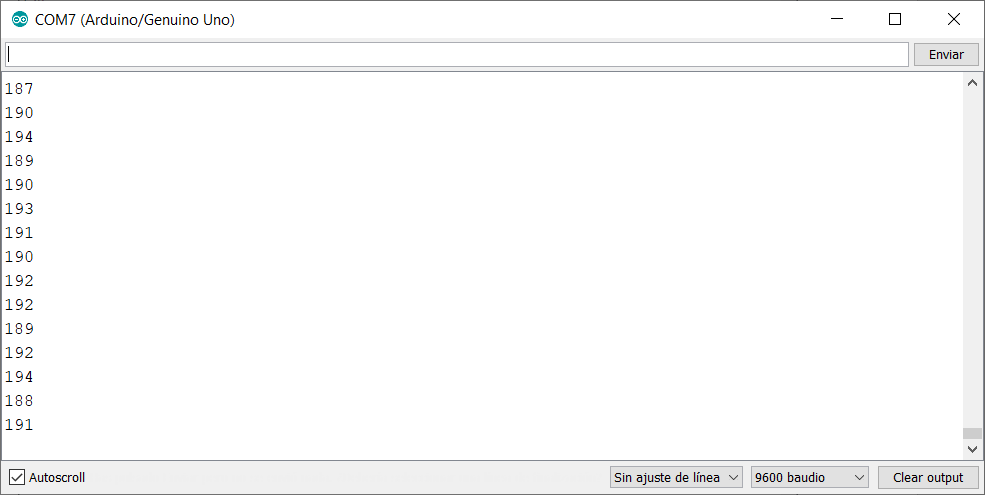 COM7 (Arduino/Genuino Uno)
Enviar
187
190
194
189
190
193
191
190
192
192
189
192
194
188
191
Autoscroll
Sin ajuste de línea
9600 baudio
Clear output